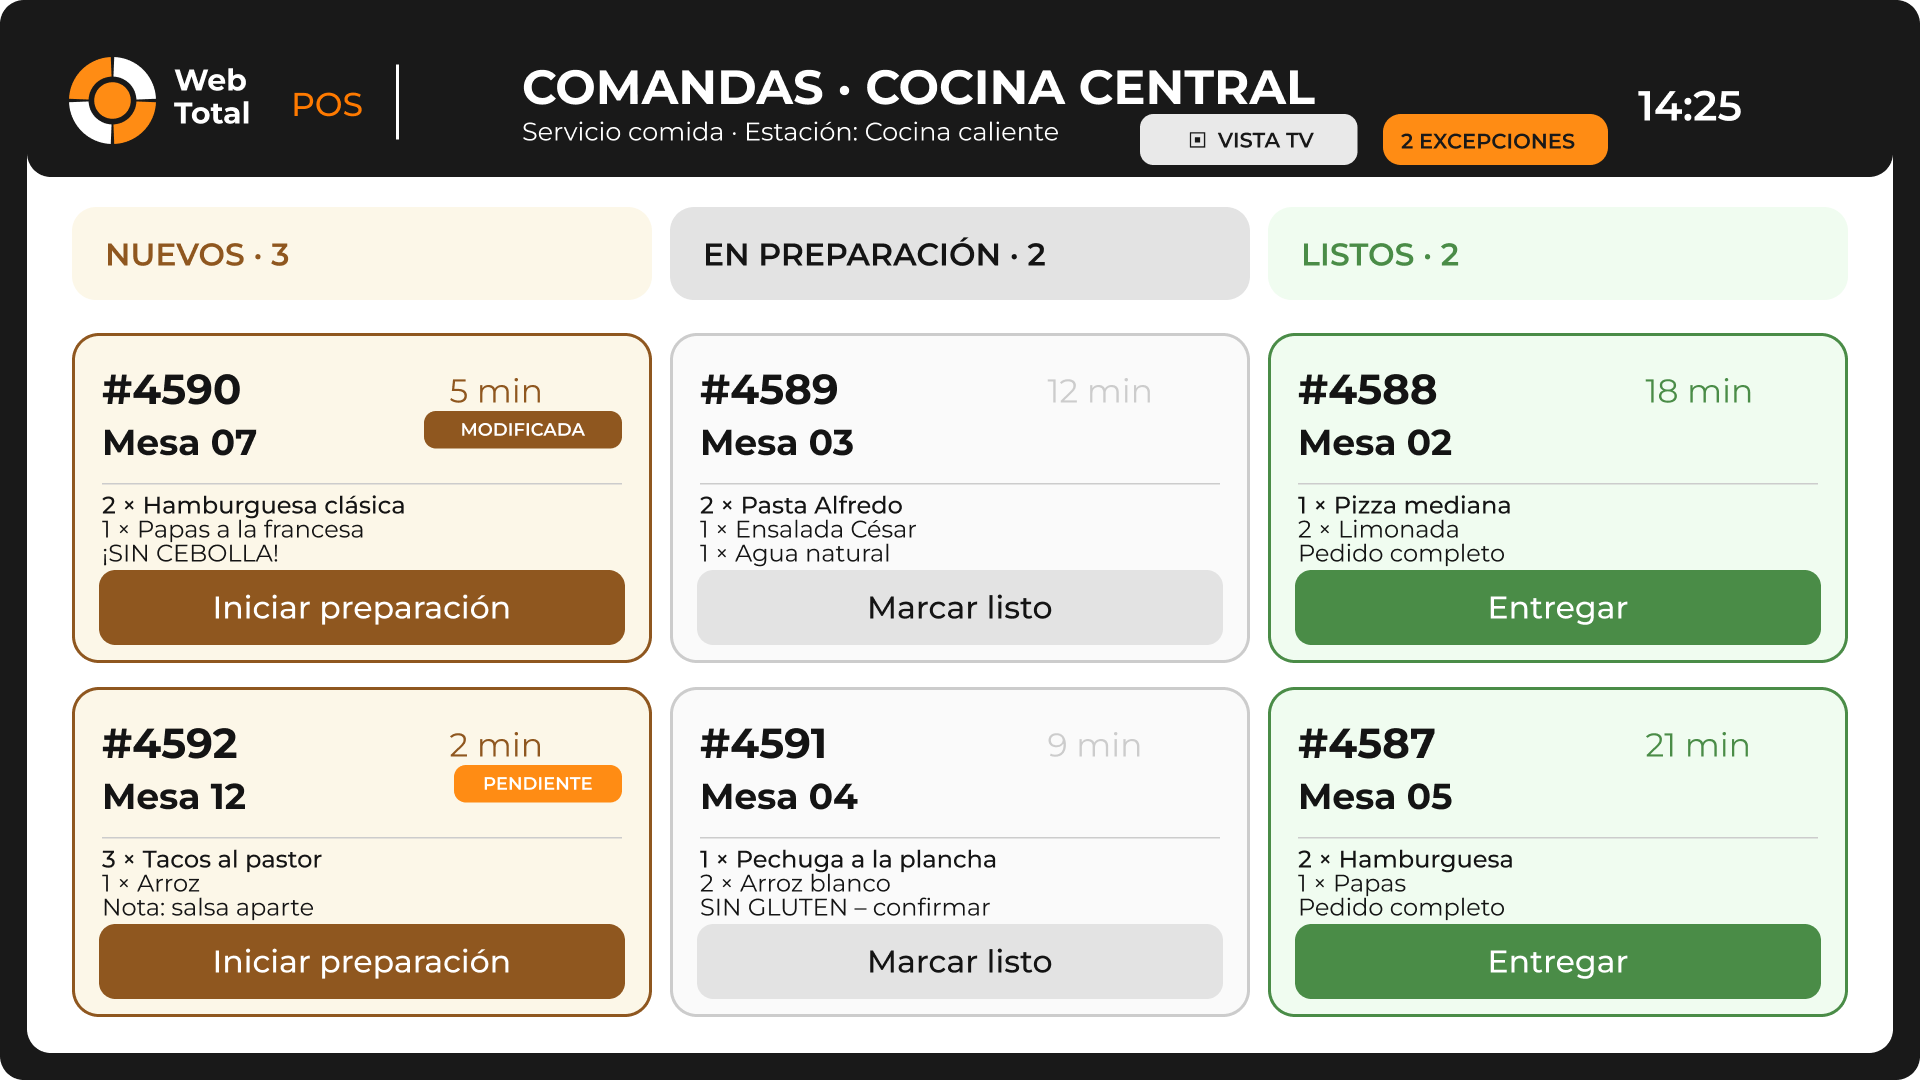 Web
Total
POS
COMANDAS · COCINA CENTRAL
Servicio comida · Estación: Cocina caliente
VISTA TV
2 EXCEPCIONES
14:25
NUEVOS · 3
#4590
5 min
Mesa 07
MODIFICADA
2 × Hamburguesa clásica
1 × Papas a la francesa
¡SIN CEBOLLA!
Iniciar preparación
#4592
2 min
Mesa 12
PENDIENTE
3 × Tacos al pastor
1 × Arroz
Nota: salsa aparte
Iniciar preparación
EN PREPARACIÓN · 2
#4589
12 min
Mesa 03
2 × Pasta Alfredo
1 × Ensalada César
1 × Agua natural
Marcar listo
#4591
9 min
Mesa 04
1 × Pechuga a la plancha
2 × Arroz blanco
SIN GLUTEN – confirmar
Marcar listo
LISTOS · 2
#4588
18 min
Mesa 02
1 × Pizza mediana
2 × Limonada
Pedido completo
Entregar
#4587
21 min
Mesa 05
2 × Hamburguesa
1 × Papas
Pedido completo
Entregar